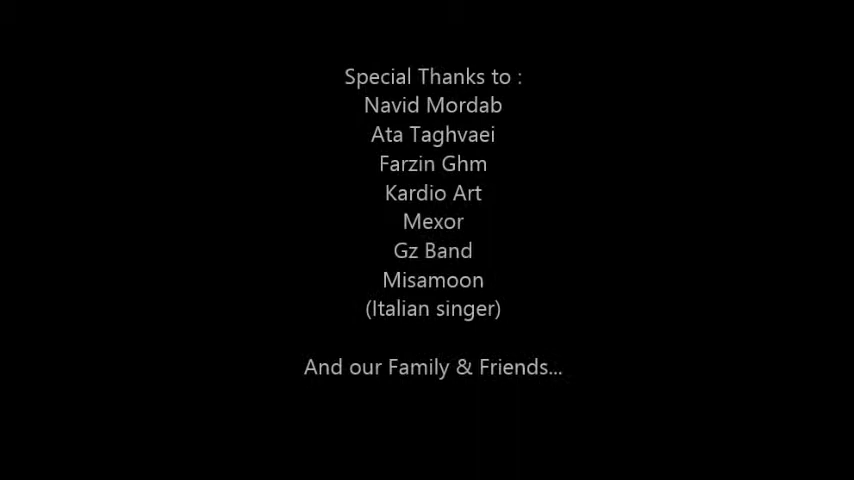 Special Thanks to :
Navid Mordab
Ata Taghvaei
Farzin Ghm
Kardio Art
Mexor
Gz Band
Misamoon
(Italian singer)
And our Family & Friends...